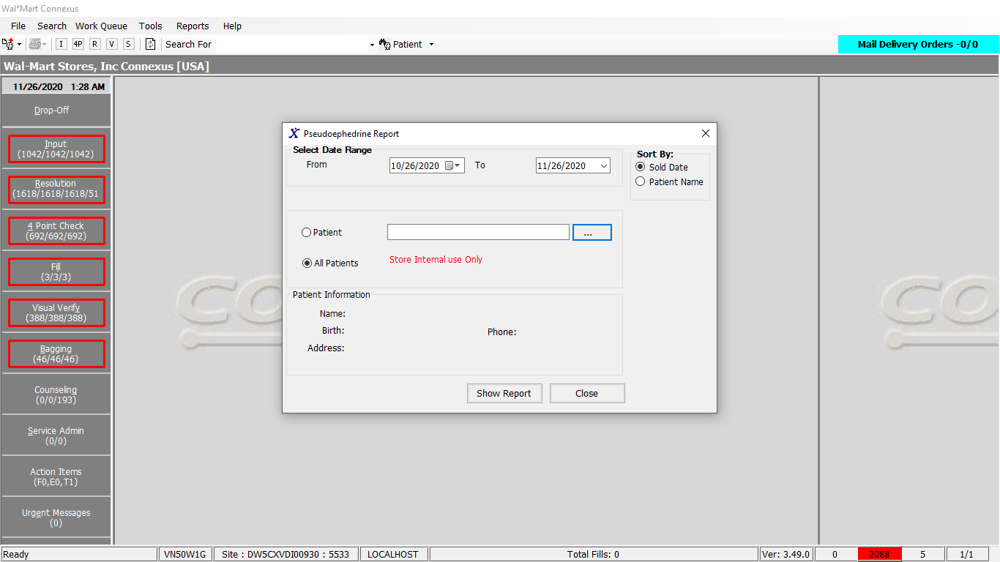 Wal*Mart Connexus
File Search Work Queue Tools Reports Help
I 4P R V S Search For Patient Mail Delivery Orders -0/0
Wal-Mart Stores, Inc Connexus [USA]
11/26/2020 1:28 AM
Drop-Off
Input
(1042/1042/1042)
Resolution
(1618/1618/1618/51
4 Point Check
(692/692/692)
Fill
(3/3/3)
Visual Verify
(388/388/388)
Bagging
(46/46/46)
Counseling
(0/0/193)
Service Admin
(0/0)
Action Items
(F0,E0,T1)
Urgent Messages
(0)
Pseudoephedrine Report
Select Date Range
From 10/26/2020 To 11/26/2020
Sort By:
Sold Date
Patient Name
Patient ...
All Patients Store Internal use Only
Patient Information
Name:
Birth: Phone:
Address:
Show Report Close
CO
CO
Ready VN50W1G Site : DW5CXVDI00930 : 5533 LOCALHOST Total Fills: 0 Ver: 3.49.0 0 2088 5 1/1